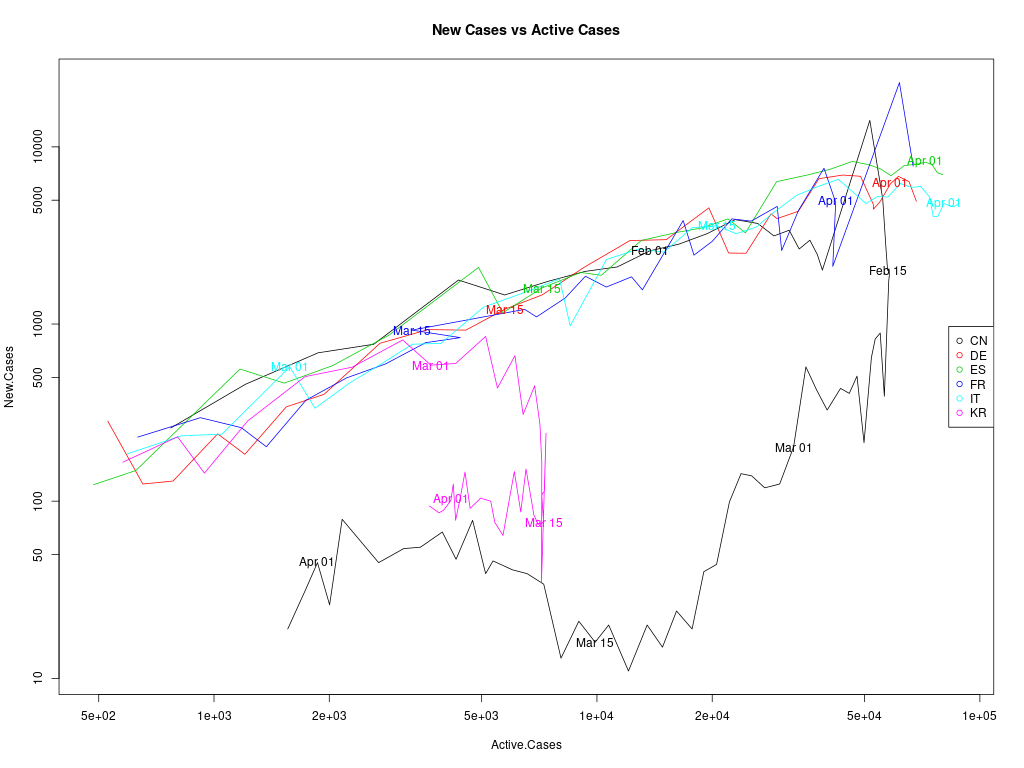 New Cases vs Active Cases
New.Cases
10000
5000
1000
500
100
50
10
Apr 01
Apr 01
Apr 01
Apr 01
Mar 15
Feb 01
Feb 15
Mar 15
Mar 15
Mar 15
Mar 01
Mar 01
Mar 01
Apr 01
Mar 15
Apr 01
Mar 15
CN
DE
ES
FR
IT
KR
5e+02
1e+03
2e+03
5e+03
1e+04
2e+04
5e+04
1e+05
Active.Cases